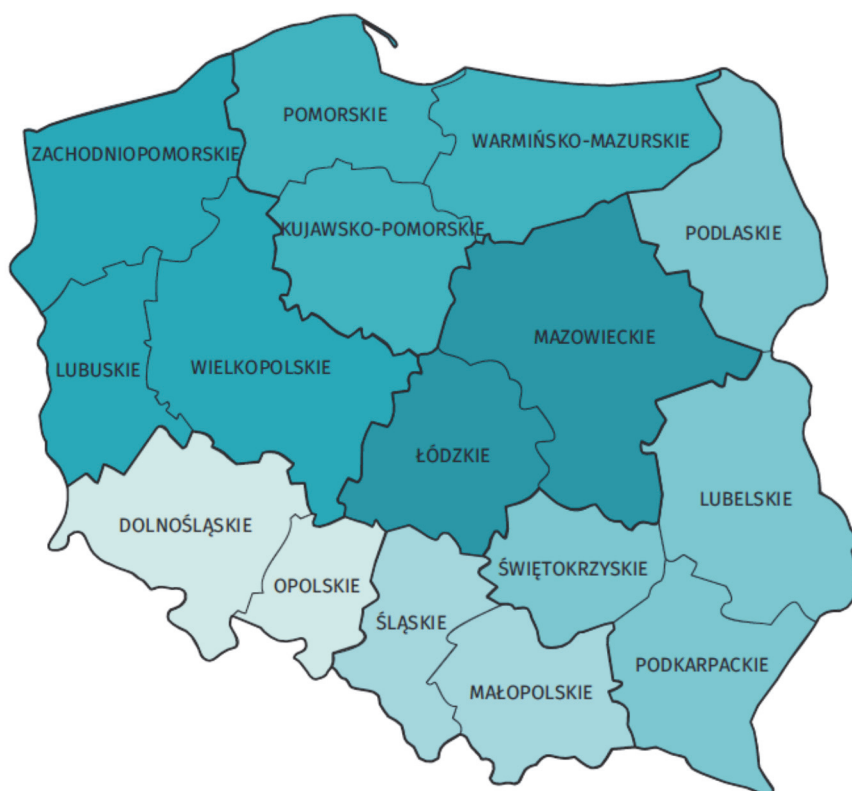 POMORSKIE
WARMIŃSKO-MAZURSKIE
ZACHODNIOPOMORSKIE
KUJAWSKO-POMORSKIE
PODLASKIE
MAZOWIECKIE
LUBUSKIE
WIELKOPOLSKIE
ŁÓDZKIE
LUBELSKIE
DOLNOŚLĄSKIE
ŚWIĘTOKRZYSKIE
OPOLSKIE
ŚLĄSKIE
PODKARPACKIE
MAŁOPOLSKIE